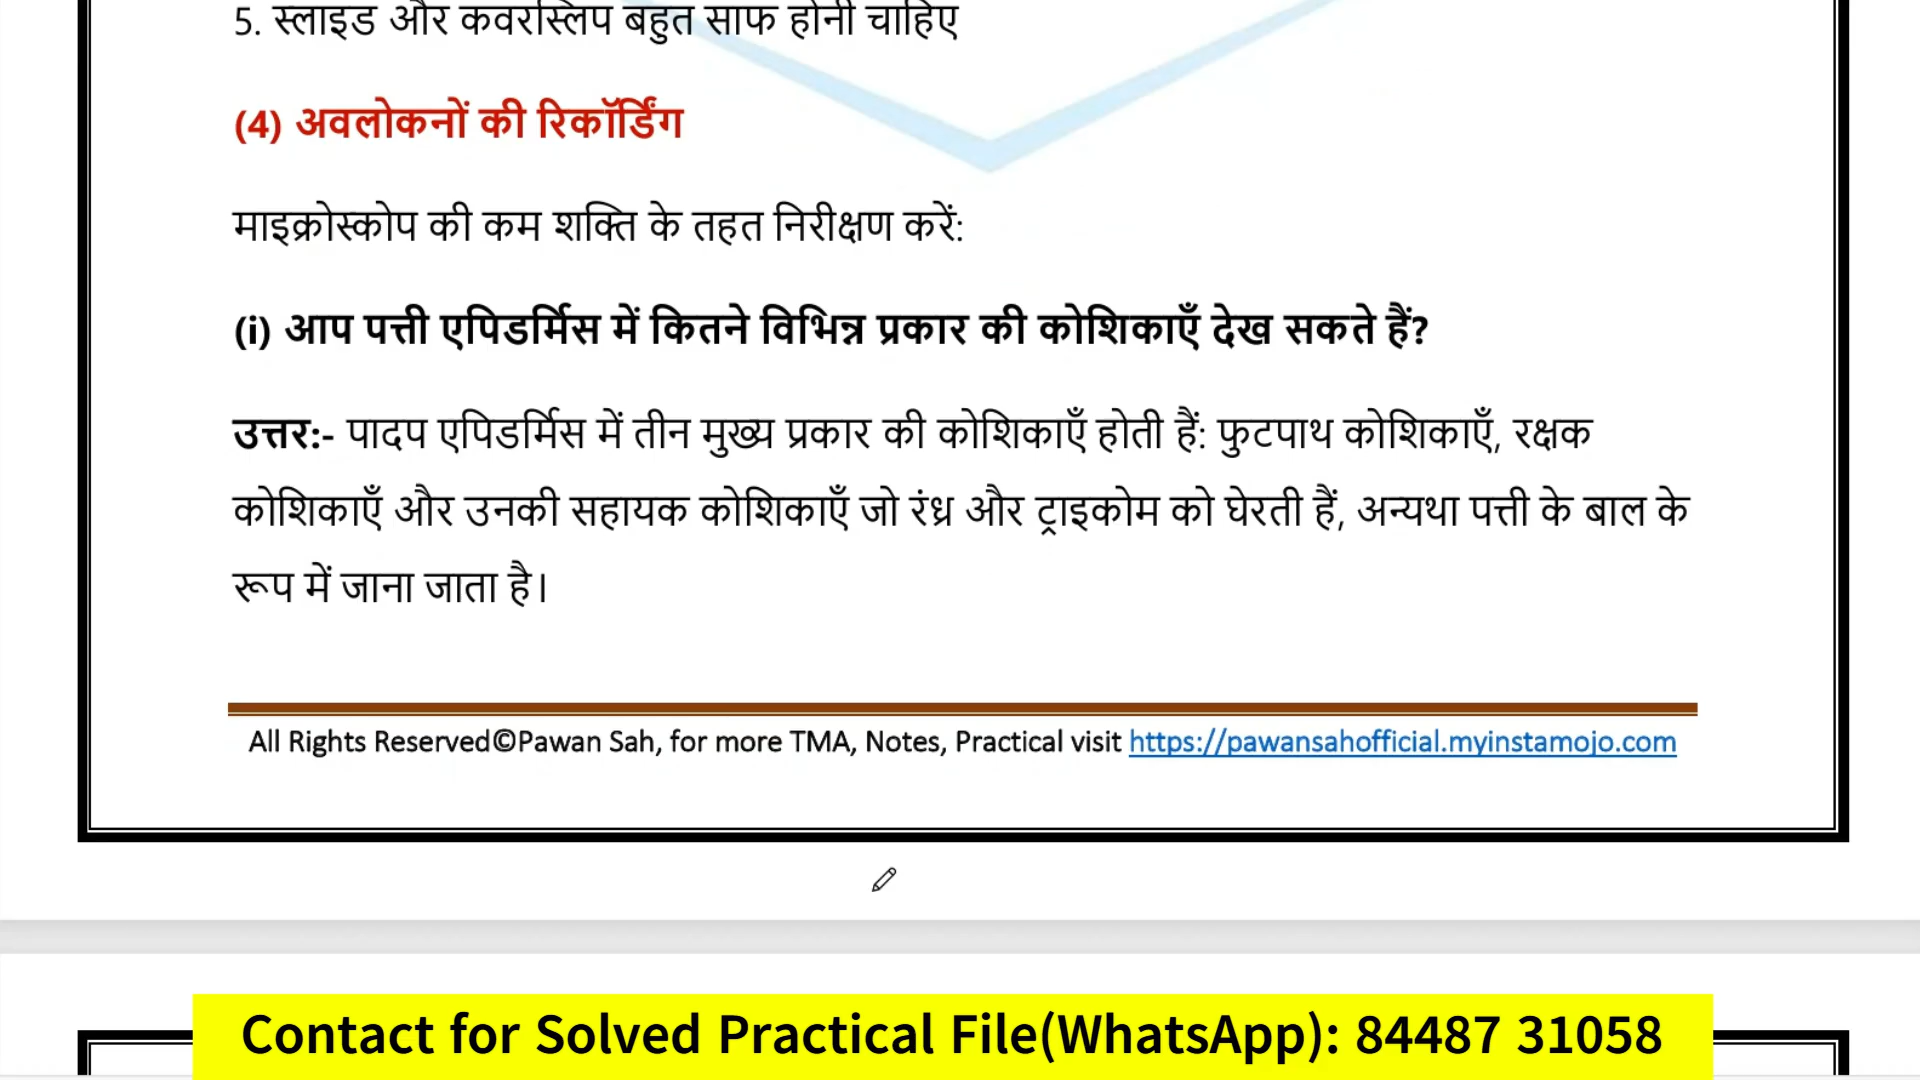 5. स्लाइड और कवरस्लिप बहुत साफ होनी चाहिए
(4) अवलोकनों की रिकॉर्डिंग
माइक्रोस्कोप की कम शक्ति के तहत निरीक्षण करें:
(i) आप पत्ती एपिडर्मिस में कितने विभिन्न प्रकार की कोशिकाएँ देख सकते हैं?
उत्तर:- पादप एपिडर्मिस में तीन मुख्य प्रकार की कोशिकाएँ होती हैं: फुटपाथ कोशिकाएँ, रक्षक
कोशिकाएँ और उनकी सहायक कोशिकाएँ जो रंध्र और ट्राइकोम को घेरती हैं, अन्यथा पत्ती के बाल के
रूप में जाना जाता है।
All Rights Reserved©Pawan Sah, for more TMA, Notes, Practical visit https://pawansahofficial.myinstamojo.com
Contact for Solved Practical File(WhatsApp): 84487 31058